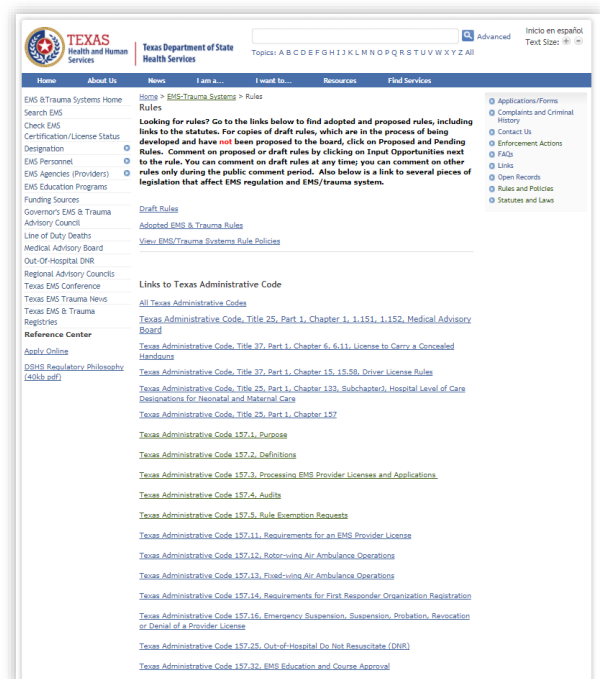 TEXAS
Health and Human
Services
Texas Department of State
Health Services
Advanced
Topics: A B C D E F G H I J K L M N O P Q R S T U V W X Y Z All
Inicio en español
Text Size:
Home About Us News I am a... I want to... Resources Find Services
EMS &Trauma Systems Home
Search EMS
Check EMS
Certification/License Status
Designation
EMS Personnel
EMS Agencies (Providers)
EMS Education Programs
Funding Sources
Governor's EMS & Trauma
Advisory Council
Line of Duty Deaths
Medical Advisory Board
Out-Of-Hospital DNR
Regional Advisory Councils
Texas EMS Conference
Texas EMS Trauma News
Texas EMS & Trauma
Registries
Reference Center
Apply Online
DSHS Regulatory Philosophy
(40kb pdf)
Home > EMS-Trauma Systems > Rules
Rules
Looking for rules? Go to the links below to find adopted and proposed rules, including
links to the statutes. For copies of draft rules, which are in the process of being
developed and have not been proposed to the board, click on Proposed and Pending
Rules. Comment on proposed or draft rules by clicking on Input Opportunities next
to the rule. You can comment on draft rules at any time; you can comment on other
rules only during the public comment period. Also below is a link to several pieces of
legislation that affect EMS regulation and EMS/trauma system.
Draft Rules
Adopted EMS & Trauma Rules
View EMS/Trauma Systems Rule Policies
Links to Texas Administrative Code
All Texas Administrative Codes
Texas Administrative Code, Title 25, Part 1, Chapter 1, 1.151, 1.152, Medical Advisory
Board
Texas Administrative Code, Title 37, Part 1, Chapter 6, 6.11, License to Carry a Concealed
Handguns
Texas Administrative Code, Title 37, Part 1, Chapter 15, 15.58, Driver License Rules
Texas Administrative Code, Title 25, Part 1, Chapter 133, SubchapterJ, Hospital Level of Care
Designations for Neonatal and Maternal Care
Texas Administrative Code, Title 25, Part 1, Chapter 157
Texas Administrative Code 157.1, Purpose
Texas Administrative Code 157.2, Definitions
Texas Administrative Code 157.3, Processing EMS Provider Licenses and Applications
Texas Administrative Code 157.4, Audits
Texas Administrative Code 157.5, Rule Exemption Requests
Texas Administrative Code 157.11, Requirements for an EMS Provider License
Texas Administrative Code 157.12, Rotor-wing Air Ambulance Operations
Texas Administrative Code 157.13, Fixed-wing Air Ambulance Operations
Texas Administrative Code 157.14, Requirements for First Responder Organization Registration
Texas Administrative Code 157.16, Emergency Suspension, Suspension, Probation, Revocation
or Denial of a Provider License
Texas Administrative Code 157.25, Out-of-Hospital Do Not Resuscitate (DNR)
Texas Administrative Code 157.32, EMS Education and Course Approval
Applications/Forms
Complaints and Criminal
History
Contact Us
Enforcement Actions
FAQs
Links
Open Records
Rules and Policies
Statutes and Laws